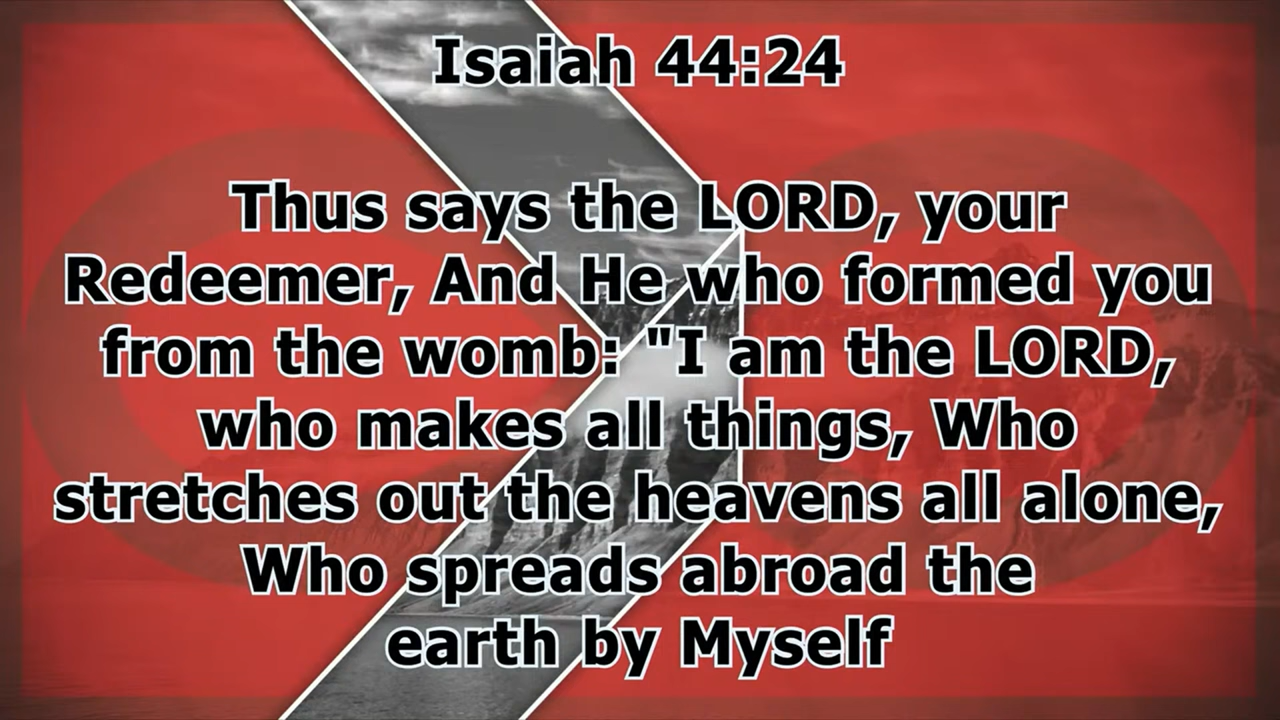 Isaiah 44:24
Thus says the LORD, your
Redeemer, And He who formed you
from the womb: "I am the LORD,
who makes all things, Who
stretches out the heavens all alone,
Who spreads abroad the
earth by Myself